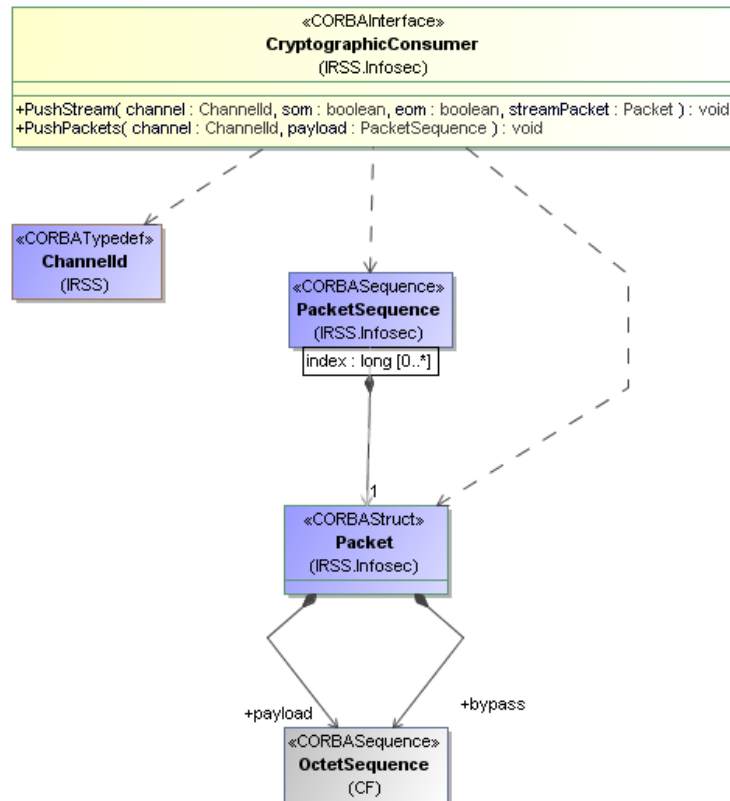 «CORBAInterface»
CryptographicConsumer
(IRSS.Infosec)
+PushStream( channel : ChannelId, som : boolean, eom : boolean, streamPacket : Packet ) : void
+PushPackets( channel : ChannelId, payload : PacketSequence ) : void
«CORBATypedef»
ChannelId
(IRSS)
«CORBASequence»
PacketSequence
(IRSS.Infosec)
index : long [0..*]
1
«CORBAStruct»
Packet
(IRSS.Infosec)
+payload
+bypass
«CORBASequence»
OctetSequence
(CF)